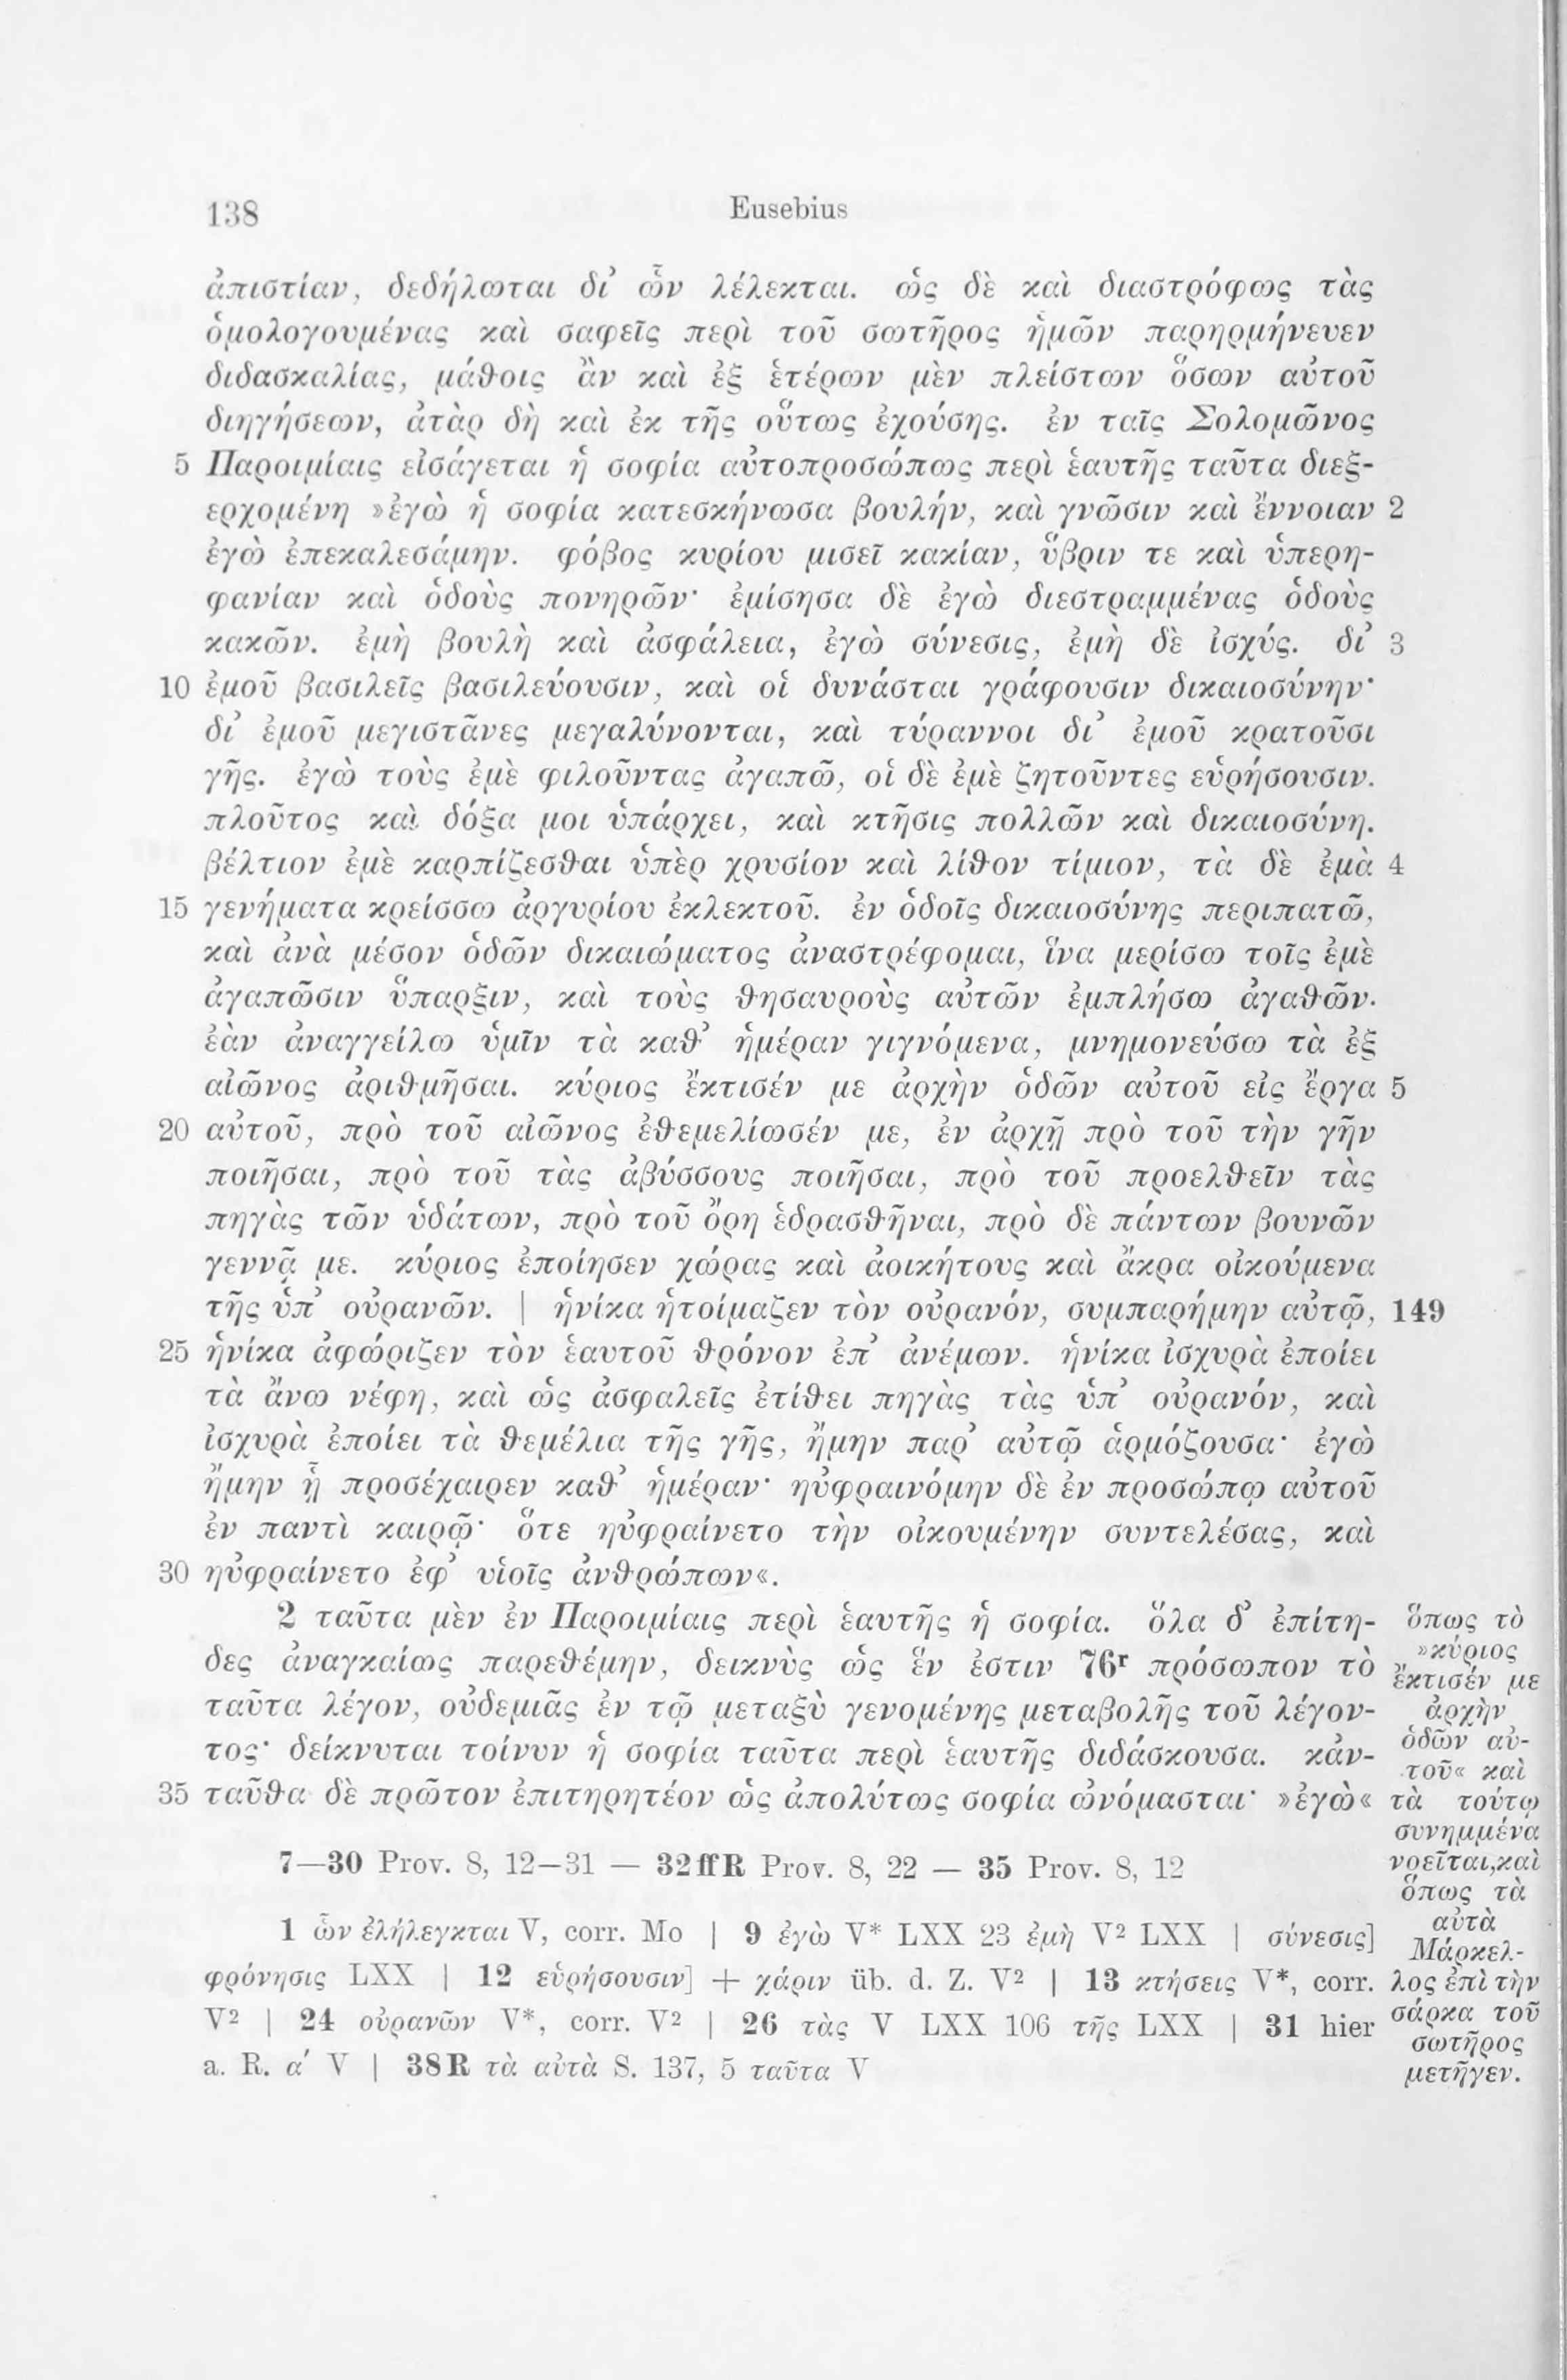 138
Eusebius
ἀπιστίαν, δεδήλωται δι’ ὧν λέλεκται. ὡς δὲ καὶ διαστρόφως τὰς
ὁμολογουμένας καὶ σαφεῖς περὶ τοῦ σωτῆρος ἡμῶν παρηρμήνευεν
διδασκαλίας, μάθοις ἂν καὶ ἐξ ἑτέρων μὲν πλείστων ὅσων αὐτοῦ
διηγήσεων, ἀτὰρ δὴ καὶ ἐκ τῆς οὕτως ἐχούσης. ἐν ταῖς Σολομῶνος
5 Παροιμίαις εἰσάγεται ἡ σοφία αὐτοπροσώπως περὶ ἑαυτῆς ταῦτα διεξ-
ερχομένη »ἐγὼ ἡ σοφία κατεσκήνωσα βουλήν, καὶ γνῶσιν καὶ ἔννοιαν 2
ἐγὼ ἐπεκαλεσάμην. φόβος κυρίου μισεῖ κακίαν, ὕβριν τε καὶ ὑπερη-
φανίαν καὶ ὁδοὺς πονηρῶν· ἐμίσησα δὲ ἐγὼ διεστραμμένας ὁδοὺς
κακῶν. ἐμὴ βουλὴ καὶ ἀσφάλεια, ἐγὼ σύνεσις, ἐμὴ δὲ ἰσχύς. δι’ 3
10 ἐμοῦ βασιλεῖς βασιλεύουσιν, καὶ οἱ δυνάσται γράφουσιν δικαιοσύνην·
δι’ ἐμοῦ μεγιστᾶνες μεγαλύνονται, καὶ τύραννοι δι’ ἐμοῦ κρατοῦσι
γῆς. ἐγὼ τοὺς ἐμὲ φιλοῦντας ἀγαπῶ, οἱ δὲ ἐμὲ ζητοῦντες εὑρήσουσιν.
πλοῦτος καὶ δόξα μοι ὑπάρχει, καὶ κτῆσις πολλῶν καὶ δικαιοσύνη.
βέλτιον ἐμὲ καρπίζεσθαι ὑπὲρ χρυσίον καὶ λίθον τίμιον, τὰ δὲ ἐμὰ 4
15 γενήματα κρείσσω ἀργυρίου ἐκλεκτοῦ. ἐν ὁδοῖς δικαιοσύνης περιπατῶ,
καὶ ἀνὰ μέσον ὁδῶν δικαιώματος ἀναστρέφομαι, ἵνα μερίσω τοῖς ἐμὲ
ἀγαπῶσιν ὕπαρξιν, καὶ τοὺς θησαυροὺς αὐτῶν ἐμπλήσω ἀγαθῶν.
ἐὰν ἀναγγείλω ὑμῖν τὰ καθ’ ἡμέραν γιγνόμενα, μνημονεύσω τὰ ἐξ
αἰῶνος ἀριθμῆσαι. κύριος ἔκτισέν με ἀρχὴν ὁδῶν αὐτοῦ εἰς ἔργα 5
20 αὐτοῦ, πρὸ τοῦ αἰῶνος ἐθεμελίωσέν με, ἐν ἀρχῇ πρὸ τοῦ τὴν γῆν
ποιῆσαι, πρὸ τοῦ τὰς ἀβύσσους ποιῆσαι, πρὸ τοῦ προελθεῖν τὰς
πηγὰς τῶν ὑδάτων, πρὸ τοῦ ὄρη ἑδρασθῆναι, πρὸ δὲ πάντων βουνῶν
γεννᾷ με. κύριος ἐποίησεν χώρας καὶ ἀοικήτους καὶ ἄκρα οἰκούμενα
τῆς ὑπ’ οὐρανῶν. | ἡνίκα ἡτοίμαζεν τὸν οὐρανόν, συμπαρήμην αὐτῷ, 149
25 ἡνίκα ἀφώριζεν τὸν ἑαυτοῦ θρόνον ἐπ’ ἀνέμων. ἡνίκα ἰσχυρὰ ἐποίει
τὰ ἄνω νέφη, καὶ ὡς ἀσφαλεῖς ἐτίθει πηγὰς τὰς ὑπ’ οὐρανόν, καὶ
ἰσχυρὰ ἐποίει τὰ θεμέλια τῆς γῆς, ἤμην παρ’ αὐτῷ ἁρμόζουσα· ἐγὼ
ἤμην ᾗ προσέχαιρεν καθ’ ἡμέραν· ηὐφραινόμην δὲ ἐν προσώπῳ αὐτοῦ
ἐν παντὶ καιρῷ· ὅτε ηὐφραίνετο τὴν οἰκουμένην συντελέσας, καὶ
30 ηὐφραίνετο ἐφ’ υἱοῖς ἀνθρώπων«.
2 ταῦτα μὲν ἐν Παροιμίαις περὶ ἑαυτῆς ἡ σοφία. ὅλα δ’ ἐπίτη-
δες ἀναγκαίως παρεθέμην, δεικνὺς ὡς ἕν ἐστιν 76r πρόσωπον τὸ
ταῦτα λέγον, οὐδεμιᾶς ἐν τῷ μεταξὺ γενομένης μεταβολῆς τοῦ λέγον-
τος· δείκνυται τοίνυν ἡ σοφία ταῦτα περὶ ἑαυτῆς διδάσκουσα. κἀν-
35 ταῦθα δὲ πρῶτον ἐπιτηρητέον ὡς ἀπολύτως σοφία ὠνόμασται· »ἐγὼ«
ὅπως τὸ
»κύριος
ἔκτισέν με
ἀρχὴν
ὁδῶν αὐ-
τοῦ« καὶ
τὰ τούτῳ
συνημμένα
νοεῖται, καὶ
ὅπως τὰ
αὐτὰ
Μάρκελ-
λος ἐπὶ τὴν
σάρκα τοῦ
σωτῆρος
μετῆγεν.
7—30 Prov. 8, 12—31 — 32ffR Prov. 8, 22 — 35 Prov. 8, 12
1 ὧν ἐλήλεγκται V, corr. Mo | 9 ἐγὼ V* LXX 23 ἐμὴ V2 LXX | σύνεσις]
φρόνησις LXX | 12 εὑρήσουσιν] + χάριν üb. d. Z. V2 | 13 κτήσεις V*, corr.
V2 | 24 οὐρανῶν V*, corr. V2 | 26 τὰς V LXX 106 τῆς LXX | 31 hier
a. R. α' V | 38R τὰ αὐτὰ S. 137, 5 ταῦτα V